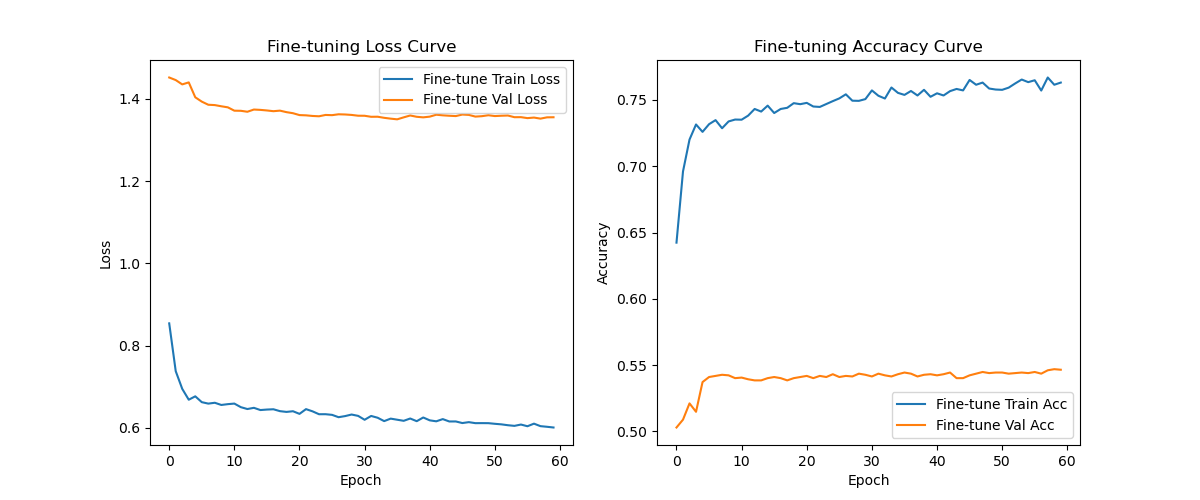 Fine-tuning Loss Curve
Fine-tune Train Loss
Fine-tune Val Loss
1.4
1.2
1.0
0.8
0.6
Loss
0
10
20
30
40
50
60
Epoch
Fine-tuning Accuracy Curve
0.75
0.70
0.65
0.60
0.55
0.50
Accuracy
Fine-tune Train Acc
Fine-tune Val Acc
0
10
20
30
40
50
60
Epoch